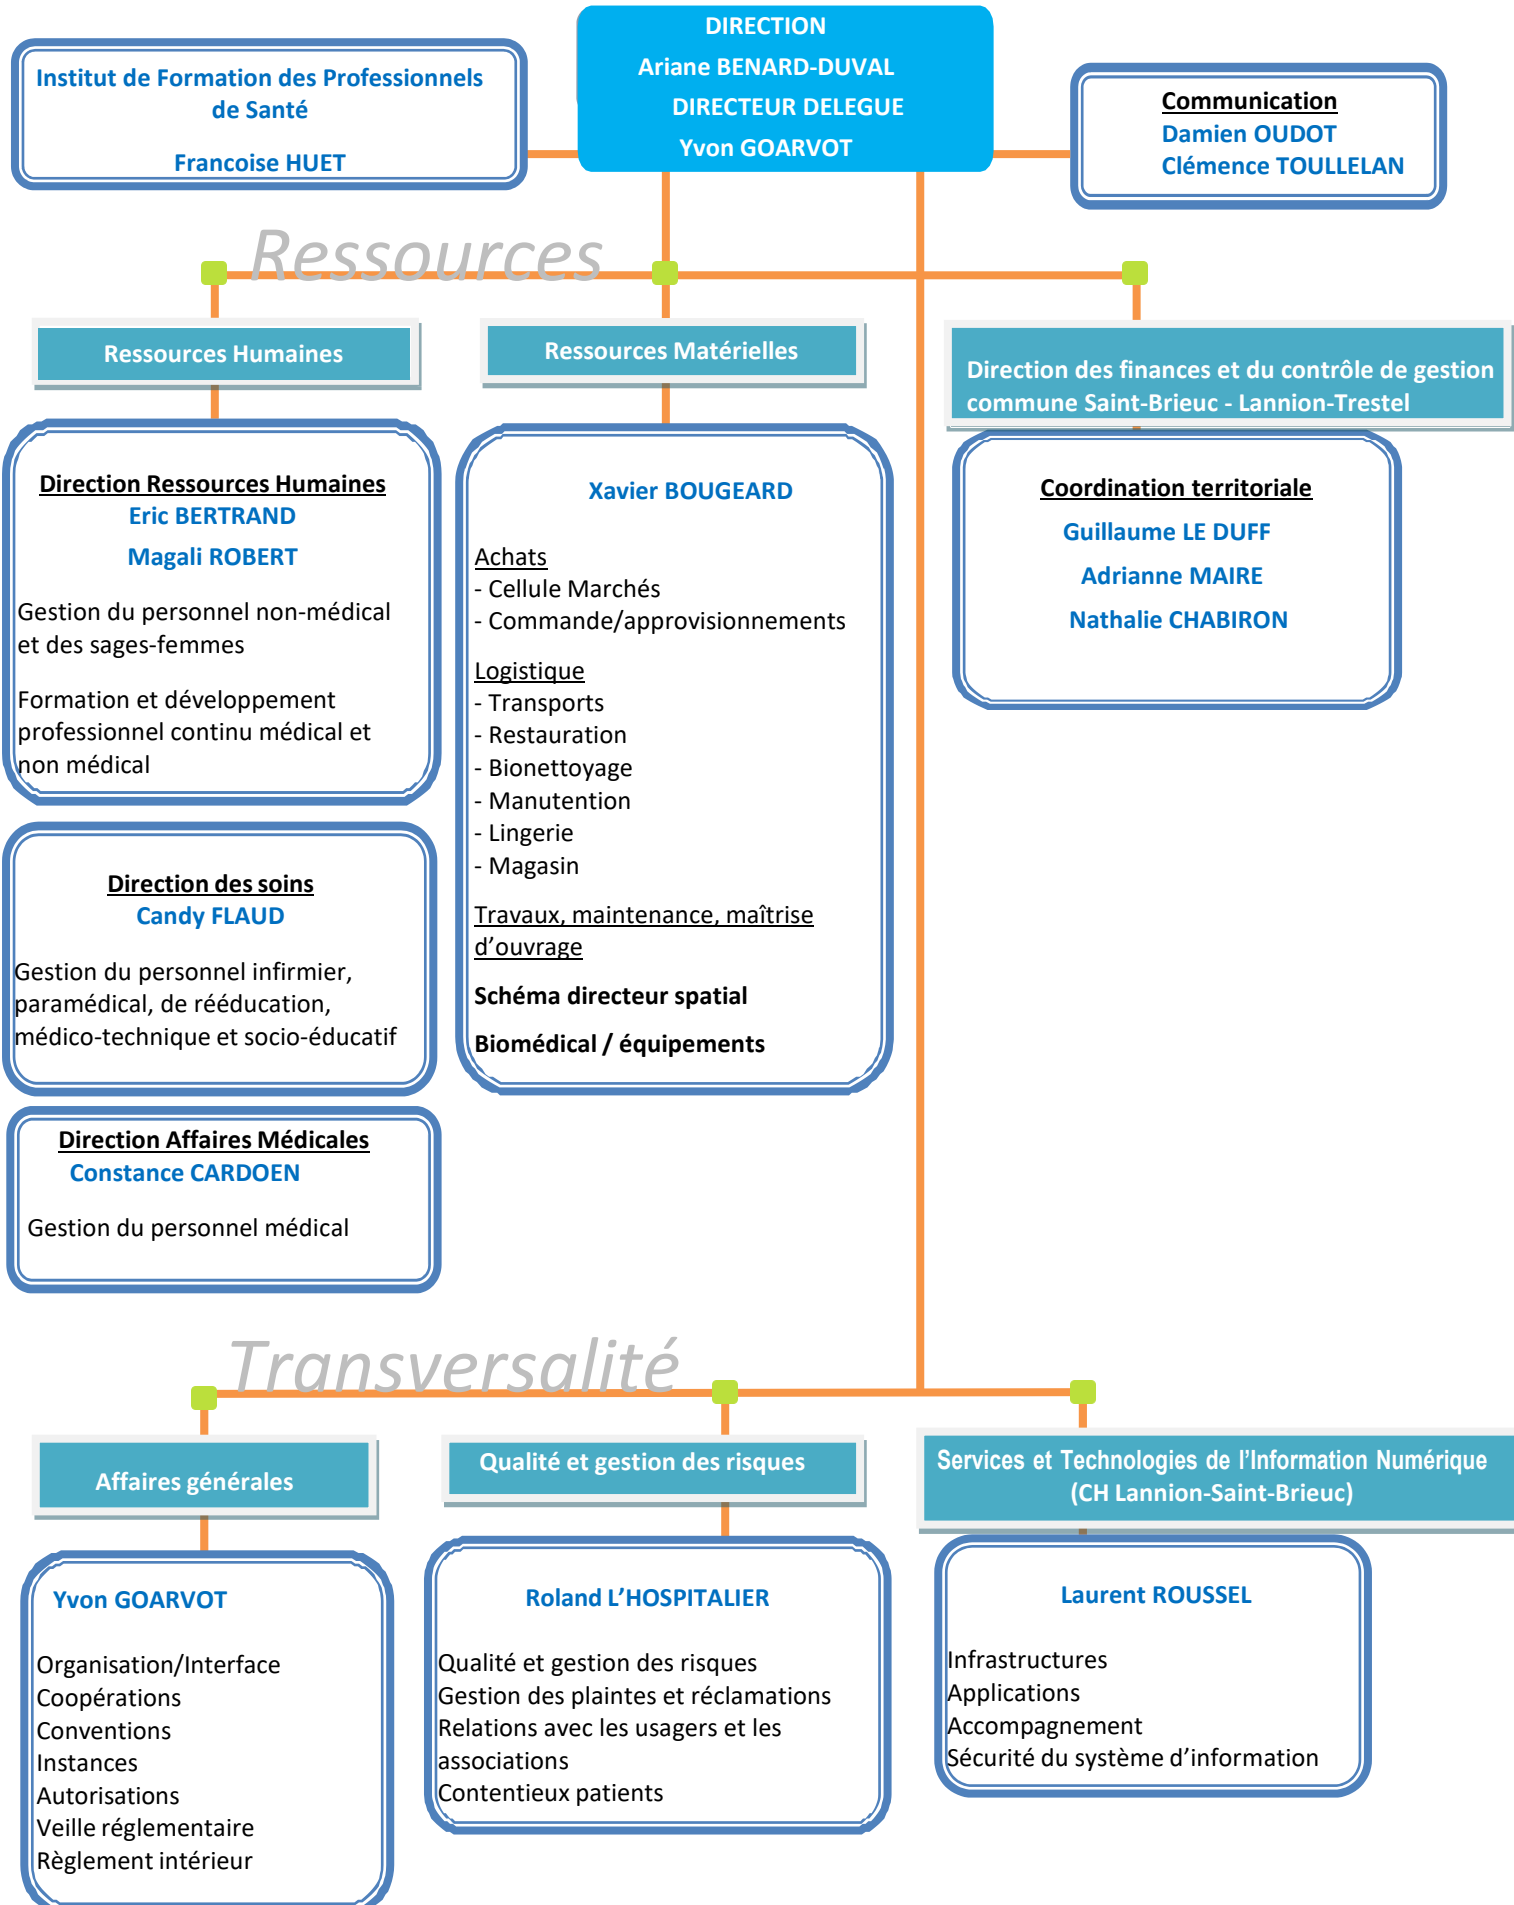 DIRECTION
Ariane BENARD-DUVAL
DIRECTEUR DELEGUE
Yvon GOARVOT
Institut de Formation des Professionnels
de Santé
Francoise HUET
Communication
Damien OUDOT
Clémence TOULLELAN
Ressources
Ressources Humaines
Ressources Matérielles
Direction des finances et du contrôle de gestion
commune Saint-Brieuc - Lannion-Trestel
Direction Ressources Humaines
Eric BERTRAND
Magali ROBERT
Gestion du personnel non-médical
et des sages-femmes
Formation et développement
professionnel continu médical et
non médical
Direction des soins
Candy FLAUD
Gestion du personnel infirmier,
paramédical, de rééducation,
médico-technique et socio-éducatif
Direction Affaires Médicales
Constance CARDOEN
Gestion du personnel médical
Xavier BOUGEARD
Achats
- Cellule Marchés
- Commande/approvisionnements
Logistique
- Transports
- Restauration
- Bionettoyage
- Manutention
- Lingerie
- Magasin
Travaux, maintenance, maîtrise
d’ouvrage
Schéma directeur spatial
Biomédical / équipements
Coordination territoriale
Guillaume LE DUFF
Adrianne MAIRE
Nathalie CHABIRON
Transversalité
Affaires générales
Qualité et gestion des risques
Services et Technologies de l’Information Numérique
(CH Lannion-Saint-Brieuc)
Yvon GOARVOT
Organisation/Interface
Coopérations
Conventions
Instances
Autorisations
Veille réglementaire
Règlement intérieur
Roland L’HOSPITALIER
Qualité et gestion des risques
Gestion des plaintes et réclamations
Relations avec les usagers et les
associations
Contentieux patients
Laurent ROUSSEL
Infrastructures
Applications
Accompagnement
Sécurité du système d’information